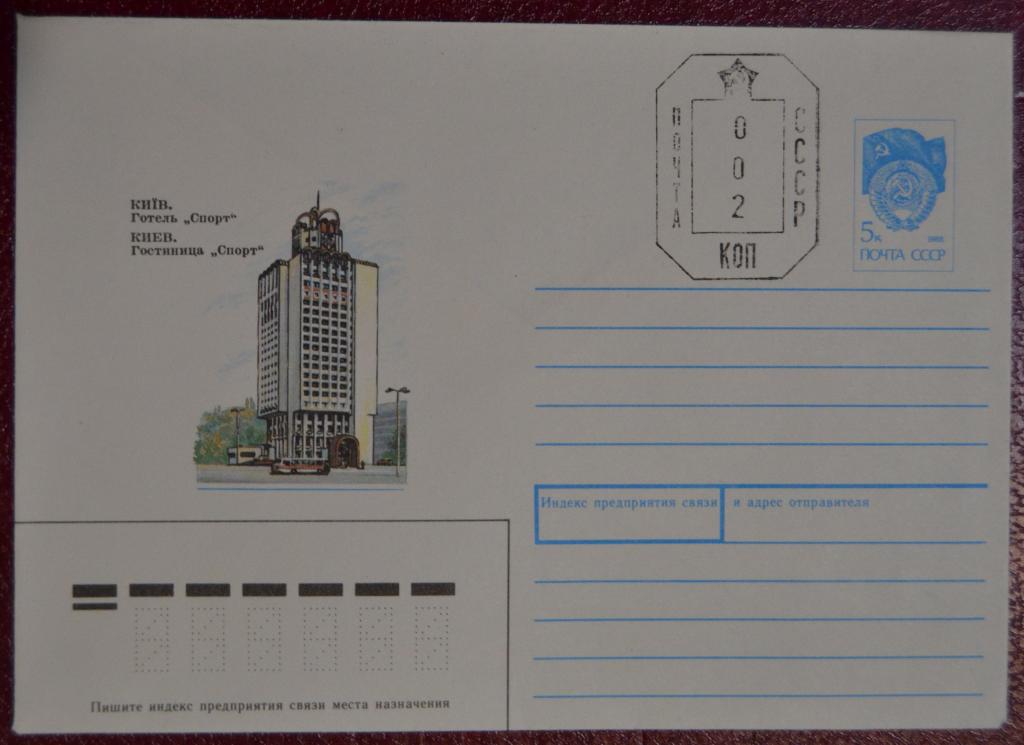 КИЇВ.
Готель „Спорт“
КИЕВ.
Гостиница „Спорт“
ПОЧТА
0
0
2
СССР
КОП
5к 1988
ПОЧТА СССР
Индекс предприятия связи и адрес отправителя
Пишите индекс предприятия связи места назначения